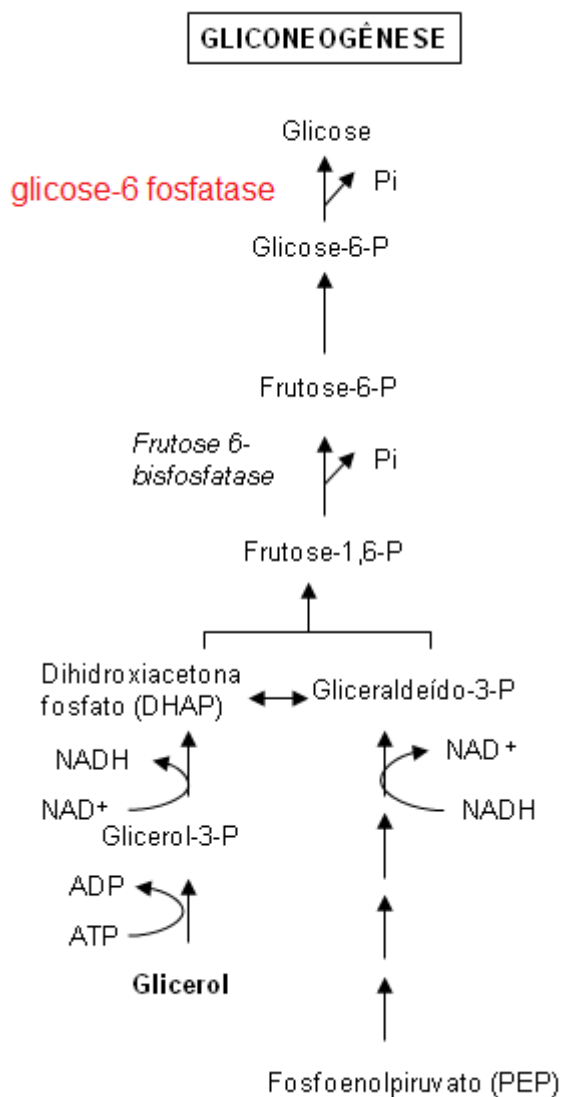 GLICONEOGÊNESE
Glicose
glicose-6 fosfatase
Pi
Glicose-6-P
Frutose-6-P
Frutose 6-
bisfosfatase
Pi
Frutose-1,6-P
Dihidroxiacetona
fosfato (DHAP)
Gliceraldeído-3-P
NADH
NAD+
Glicerol-3-P
NAD+
NADH
ADP
ATP
Glicerol
Fosfoenolpiruvato (PEP)